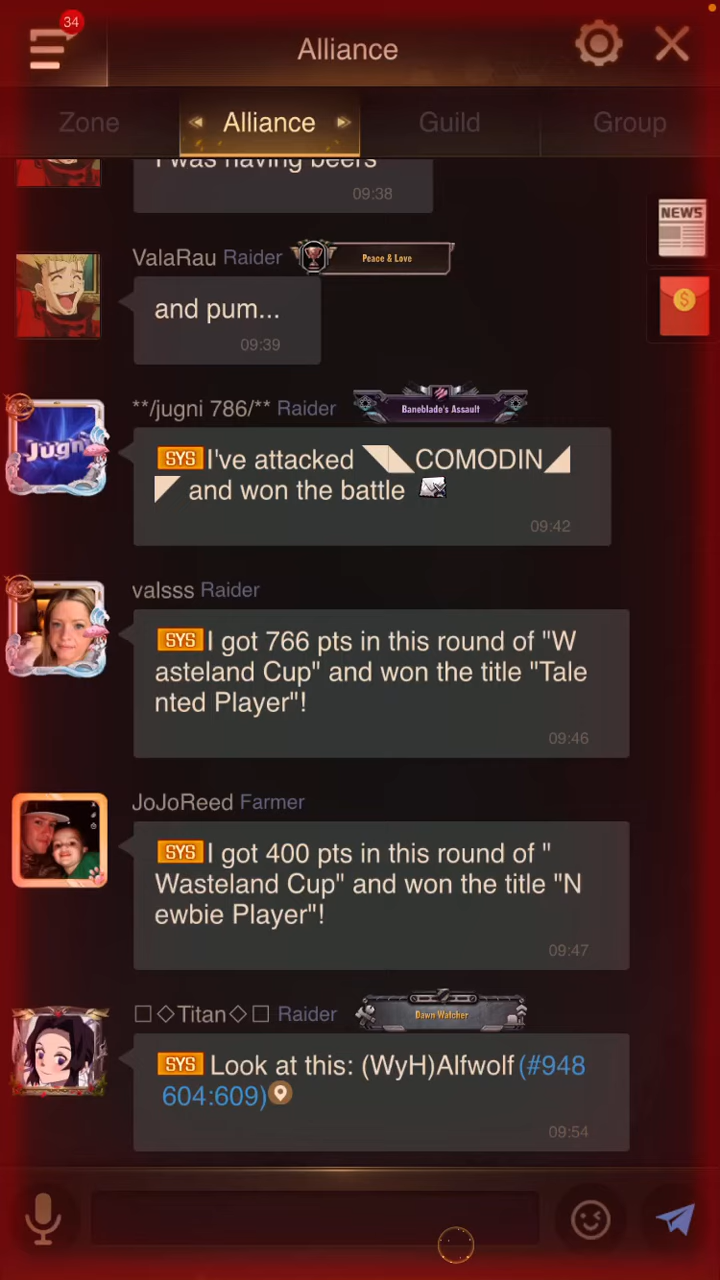 34
Alliance
Zone
Alliance
Guild
Group
I was having beers
09:38
NEWS
ValaRau Raider
Peace & Love
and pum...
09:39
**/jugni 786/** Raider
Baneblade's Assault
Jugni
SYS I've attacked ◥◣COMODIN◢
◤ and won the battle
09:42
valsss Raider
SYS I got 766 pts in this round of "W
asteland Cup" and won the title "Tale
nted Player"!
09:46
JoJoReed Farmer
SYS I got 400 pts in this round of "
Wasteland Cup" and won the title "N
ewbie Player"!
09:47
□◇Titan◇□ Raider
Dawn Watcher
SYS Look at this: (WyH)Alfwolf(#948
604:609)
09:54